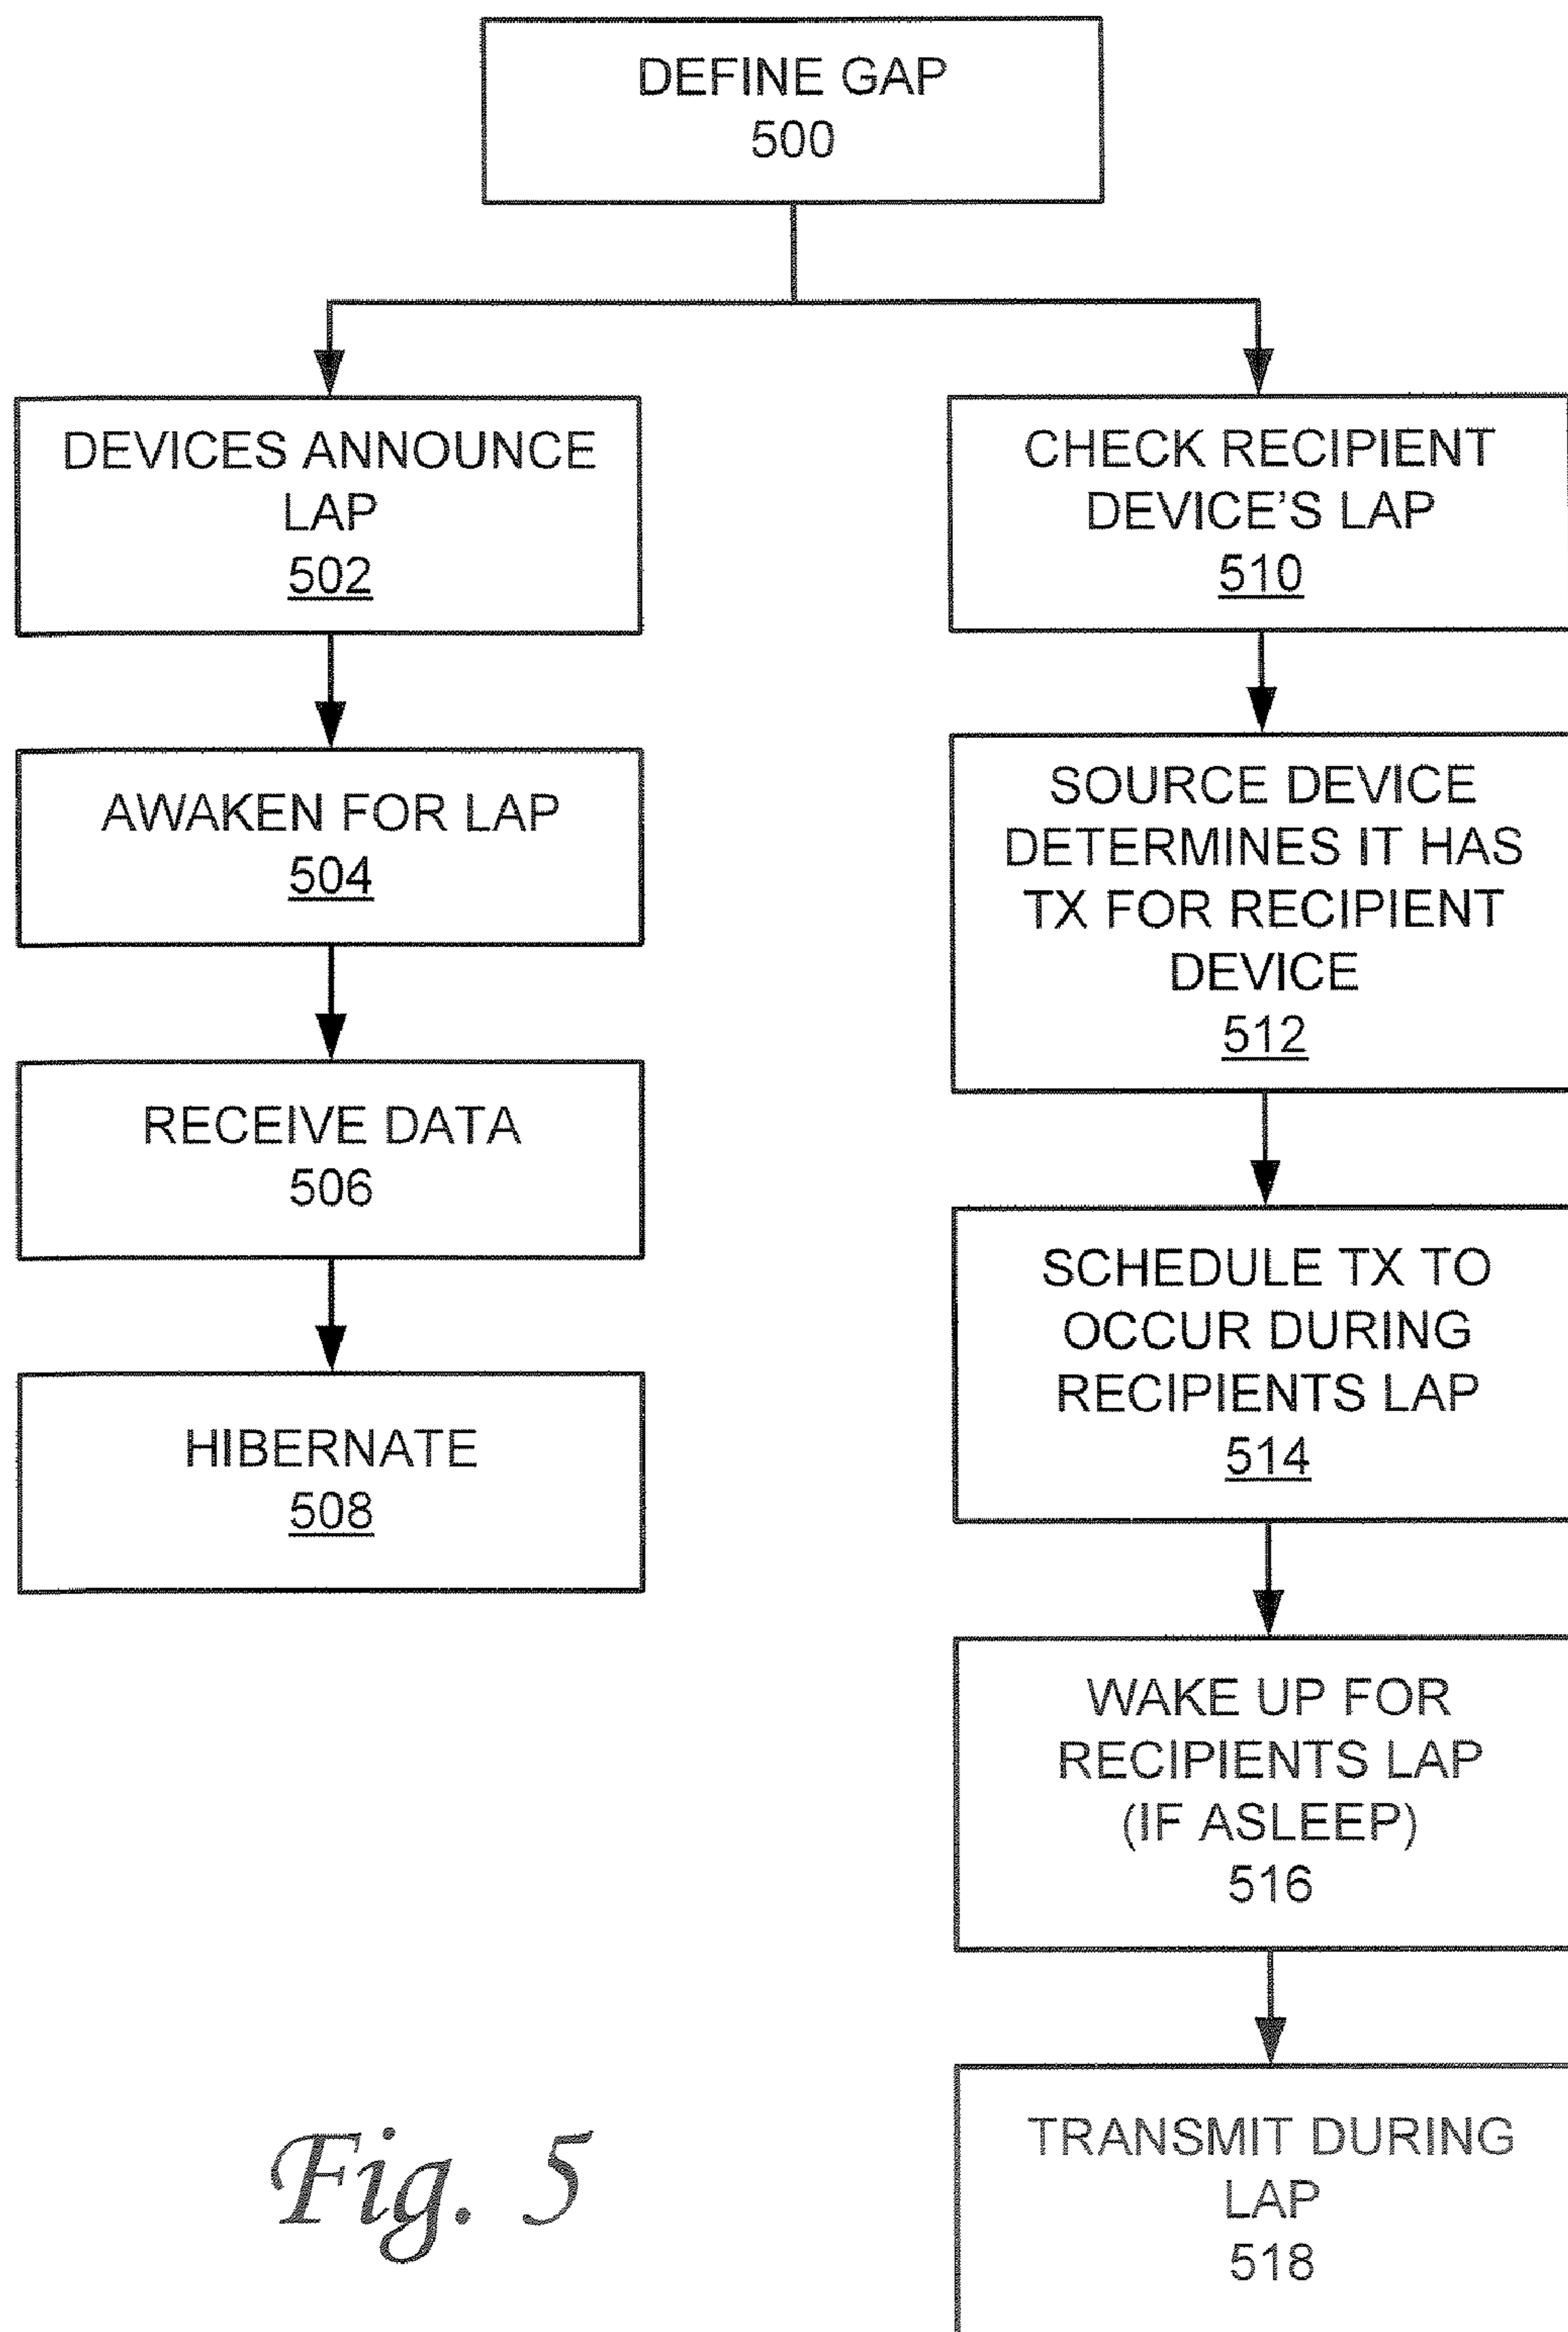 DEFINE GAP
500
DEVICES ANNOUNCE
LAP
502
AWAKEN FOR LAP
504
RECEIVE DATA
506
HIBERNATE
508
CHECK RECIPIENT
DEVICE'S LAP
510
SOURCE DEVICE
DETERMINES IT HAS
TX FOR RECIPIENT
DEVICE
512
SCHEDULE TX TO
OCCUR DURING
RECIPIENTS LAP
514
WAKE UP FOR
RECIPIENTS LAP
(IF ASLEEP)
516
TRANSMIT DURING
LAP
518
Fig. 5